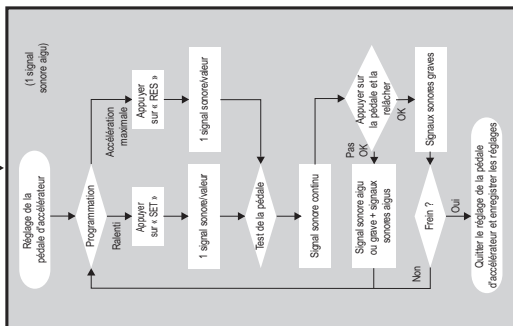 Réglage de la
pédale d'accélérateur
(1 signal
sonore aigu)
Programmation
Ralenti
Accélération
maximale
Appuyer
sur « SET »
Appuyer
sur « RES »
1 signal sonore/valeur
1 signal sonore/valeur
Test de la pédale
Signal sonore continu
Appuyer sur
la pédale et la
relâcher
Pas
OK
OK
Signal sonore aigu
ou grave + signaux
sonores aigus
Signaux sonores graves
Frein ?
Non
Oui
Quitter le réglage de la pédale
d'accélérateur et enregistrer les réglages